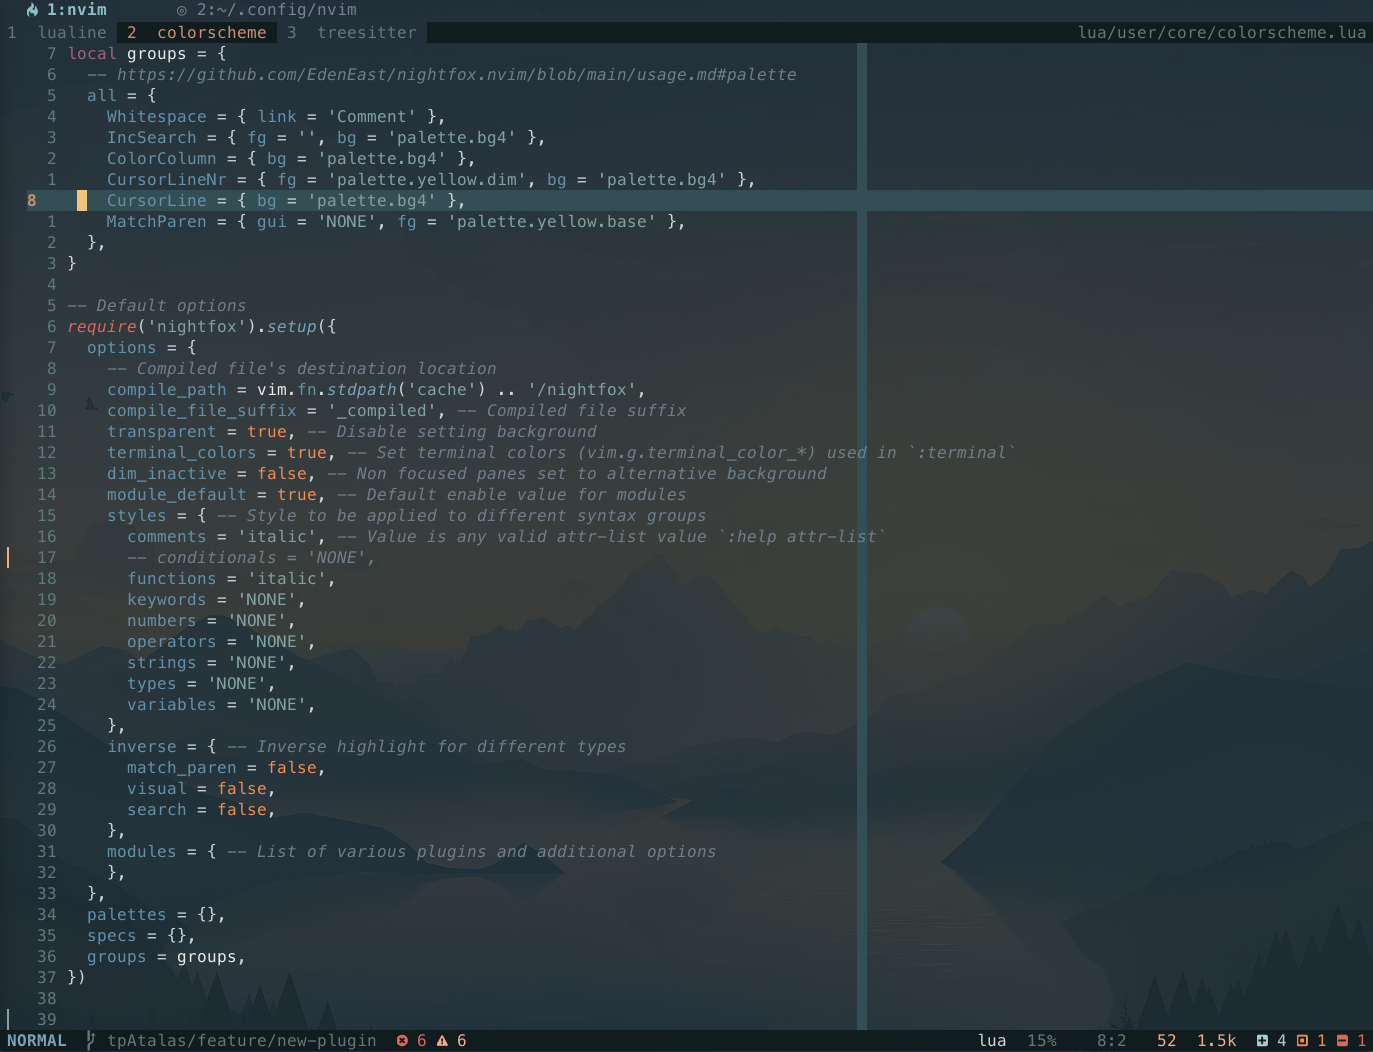 1:nvim 2:~/.config/nvim
1 lualine 2 colorscheme 3 treesitter lua/user/core/colorscheme.lua
7 local groups = {
6 -- https://github.com/EdenEast/nightfox.nvim/blob/main/usage.md#palette
5 all = {
4 Whitespace = { link = 'Comment' },
3 IncSearch = { fg = '', bg = 'palette.bg4' },
2 ColorColumn = { bg = 'palette.bg4' },
1 CursorLineNr = { fg = 'palette.yellow.dim', bg = 'palette.bg4' },
8 CursorLine = { bg = 'palette.bg4' },
1 MatchParen = { gui = 'NONE', fg = 'palette.yellow.base' },
2 },
3 }
4
5 -- Default options
6 require('nightfox').setup({
7 options = {
8 -- Compiled file's destination location
9 compile_path = vim.fn.stdpath('cache') .. '/nightfox',
10 compile_file_suffix = '_compiled', -- Compiled file suffix
11 transparent = true, -- Disable setting background
12 terminal_colors = true, -- Set terminal colors (vim.g.terminal_color_*) used in `:terminal`
13 dim_inactive = false, -- Non focused panes set to alternative background
14 module_default = true, -- Default enable value for modules
15 styles = { -- Style to be applied to different syntax groups
16 comments = 'italic', -- Value is any valid attr-list value `:help attr-list`
17 -- conditionals = 'NONE',
18 functions = 'italic',
19 keywords = 'NONE',
20 numbers = 'NONE',
21 operators = 'NONE',
22 strings = 'NONE',
23 types = 'NONE',
24 variables = 'NONE',
25 },
26 inverse = { -- Inverse highlight for different types
27 match_paren = false,
28 visual = false,
29 search = false,
30 },
31 modules = { -- List of various plugins and additional options
32 },
33 },
34 palettes = {},
35 specs = {},
36 groups = groups,
37 })
38
39
NORMAL tpAtalas/feature/new-plugin 6 6 lua 15% 8:2 52 1.5k 4 1 1